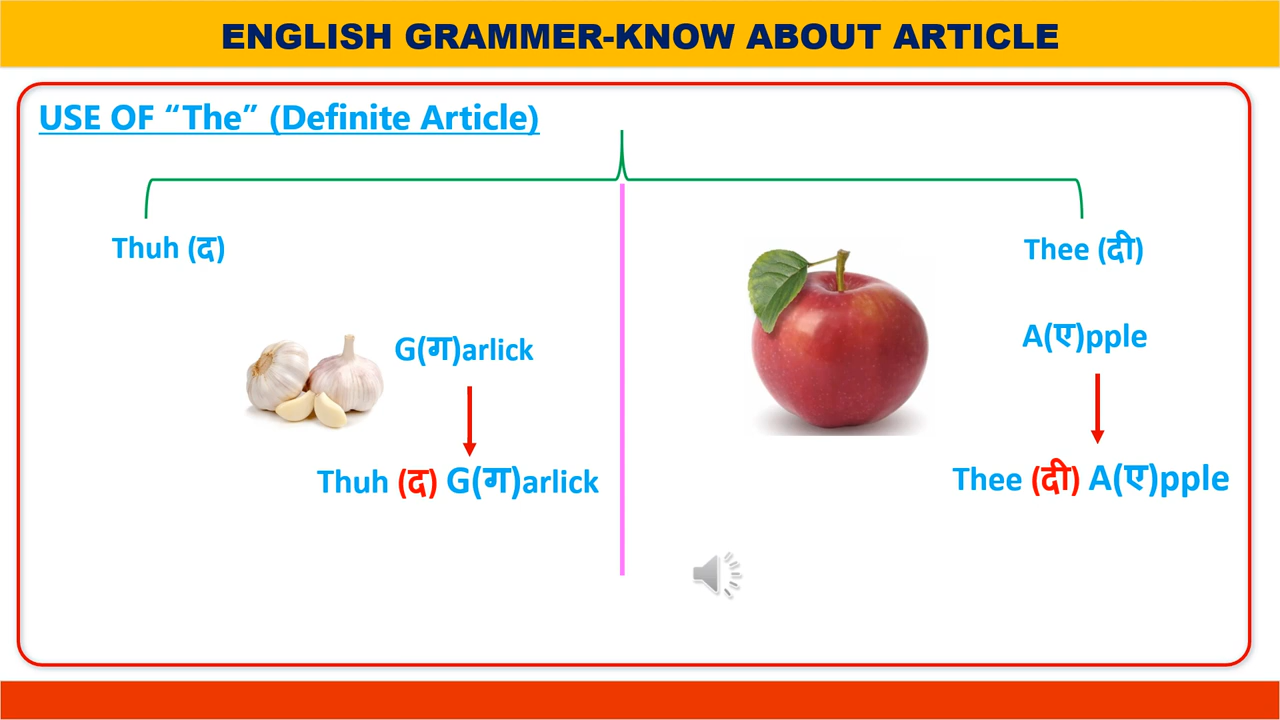 ENGLISH GRAMMER-KNOW ABOUT ARTICLE
USE OF “The” (Definite Article)
Thuh (द)
G(ग)arlick
Thuh (द) G(ग)arlick
Thee (दी)
A(ए)pple
Thee (दी) A(ए)pple